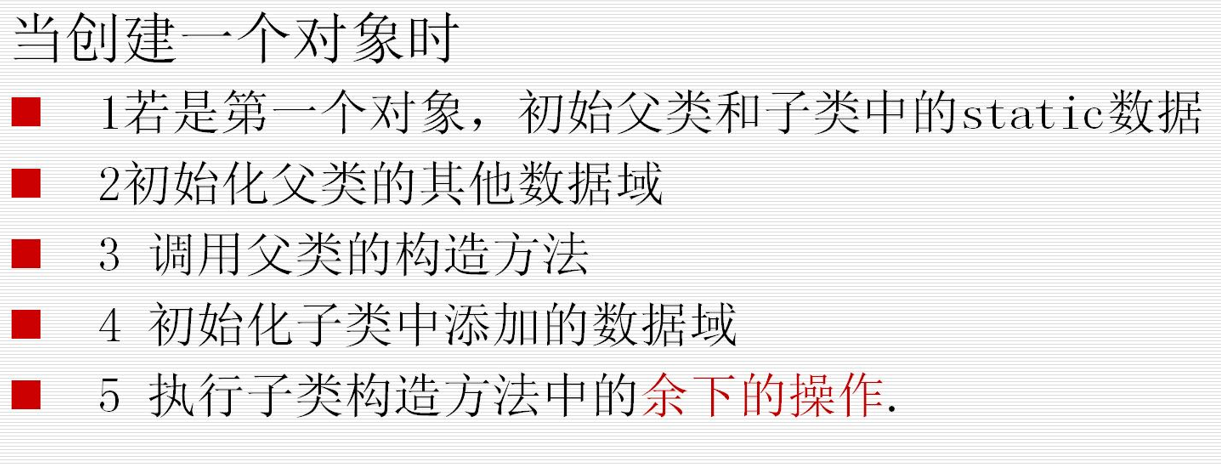 当创建一个对象时
1若是第一个对象，初始父类和子类中的static数据
2初始化父类的其他数据域
3 调用父类的构造方法
4 初始化子类中添加的数据域
5 执行子类构造方法中的余下的操作.